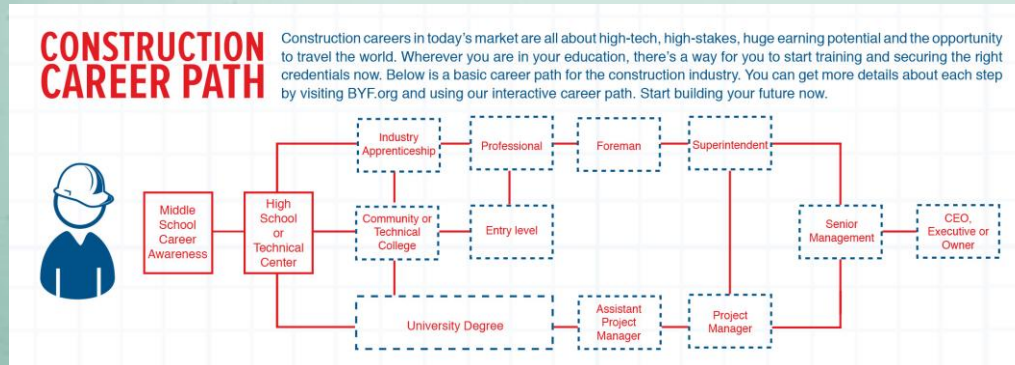 CONSTRUCTION
CAREER PATH
Construction careers in today's market are all about high-tech, high-stakes, huge earning potential and the opportunity
to travel the world. Wherever you are in your education, there's a way for you to start training and securing the right
credentials now. Below is a basic career path for the construction industry. You can get more details about each step
by visiting BYF.org and using our interactive career path. Start building your future now.
Industry
Apprenticeship
Professional
Foreman
Superintendent
Middle
School
Career
Awareness
High
School
or
Technical
Center
Community or
Technical
College
Entry level
Senior
Management
CEO,
Executive or
Owner
University Degree
Assistant
Project
Manager
Project
Manager